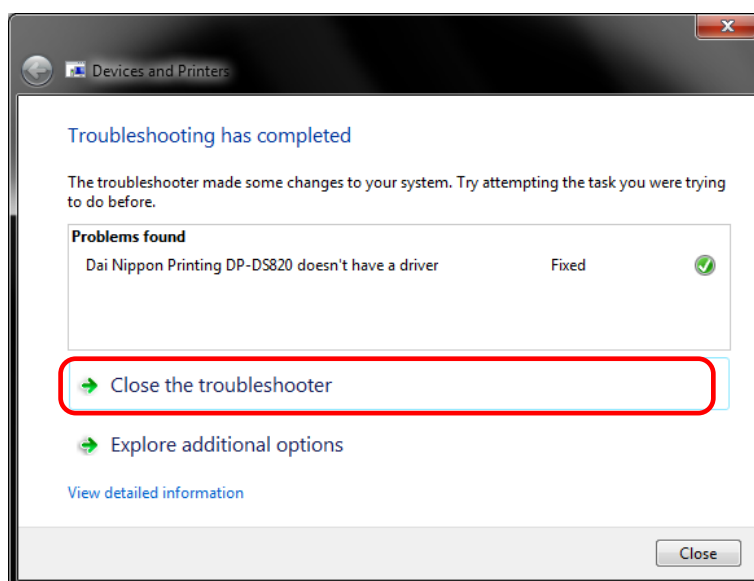 Devices and Printers
Troubleshooting has completed
The troubleshooter made some changes to your system. Try attempting the task you were trying
to do before.
Problems found
Dai Nippon Printing DP-DS820 doesn't have a driver Fixed
Close the troubleshooter
Explore additional options
View detailed information
Close